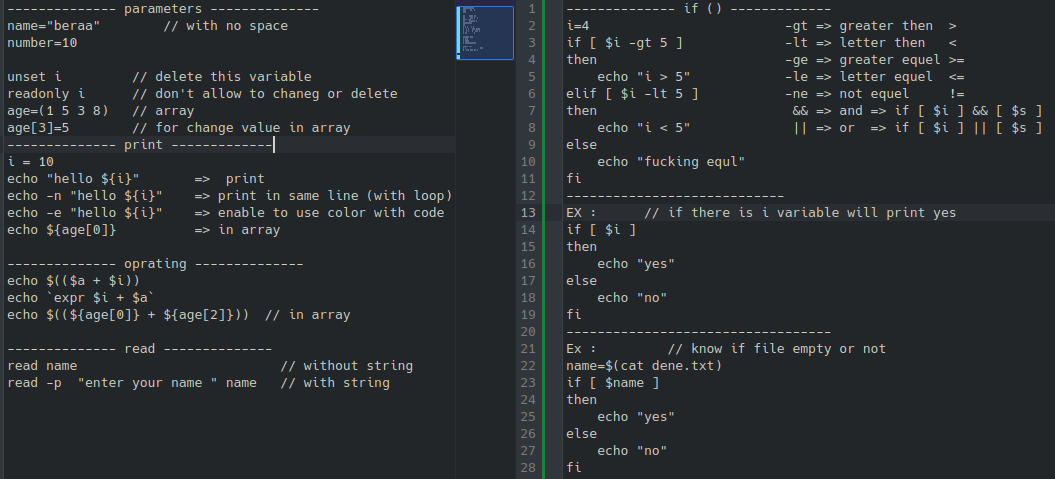 -------------- parameters --------------
name="beraa"         // with no space
number=10
unset i         // delete this variable
readonly i      // don't allow to chaneg or delete
age=(1 5 3 8)   // array
age[3]=5        // for change value in array
-------------- print -------------
i = 10
echo "hello ${i}"       =>  print
echo -n "hello ${i}"    => print in same line (with loop)
echo -e "hello ${i}"    => enable to use color with code
echo ${age[0]}          => in array
-------------- oprating --------------
echo $(($a + $i))
echo `expr $i + $a`
echo $((${age[0]} + ${age[2]}))  // in array
-------------- read --------------
read name                          // without string
read -p  "enter your name " name   // with string
1 -------------- if () -------------
2 i=4                         -gt => greater then  >
3 if [ $i -gt 5 ]             -lt => letter then   <
4 then                        -ge => greater equel >=
5     echo "i > 5"            -le => letter equel  <=
6 elif [ $i -lt 5 ]           -ne => not equel     !=
7 then                         && => and => if [ $i ] && [ $s ]
8     echo "i < 5"             || => or  => if [ $i ] || [ $s ]
9 else
10     echo "fucking equl"
11 fi
12 ----------------------------
13 EX :      // if there is i variable will print yes
14 if [ $i ]
15 then
16     echo "yes"
17 else
18     echo "no"
19 fi
20 ----------------------------------
21 Ex :         // know if file empty or not
22 name=$(cat dene.txt)
23 if [ $name ]
24 then
25     echo "yes"
26 else
27     echo "no"
28 fi